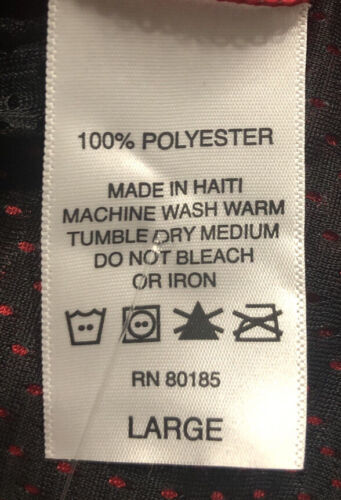 100% POLYESTER
MADE IN HAITI
MACHINE WASH WARM
TUMBLE DRY MEDIUM
DO NOT BLEACH
OR IRON
RN 80185
LARGE